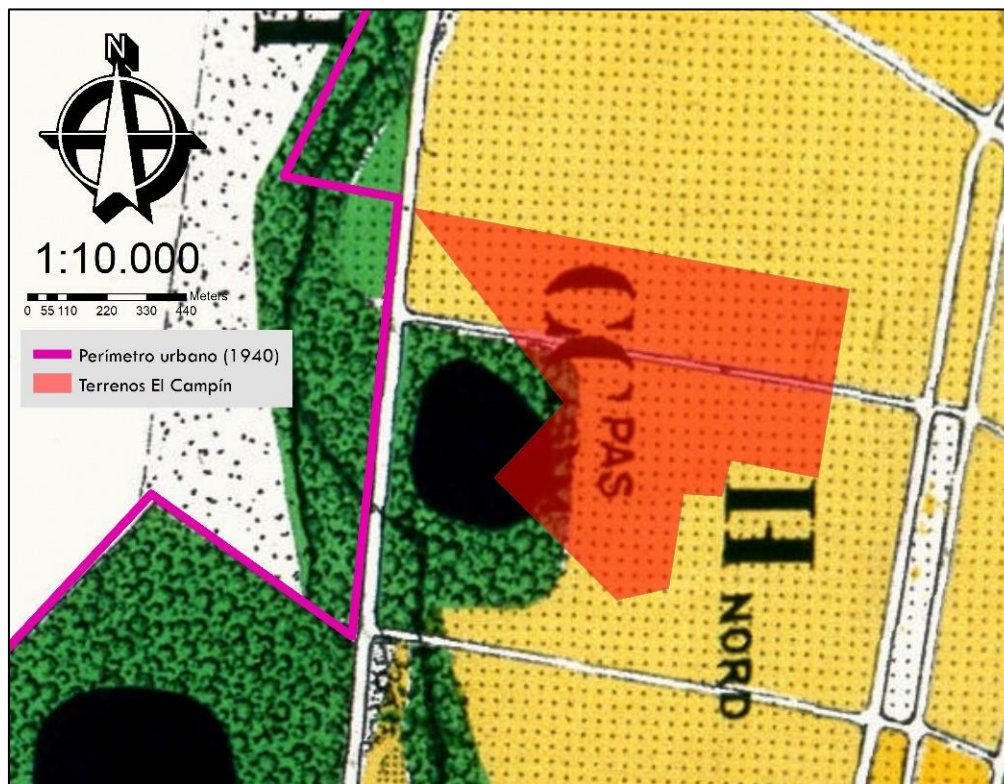 N
1:10.000
Meters
0 55 110 220 330 440
Perímetro urbano (1940)
Terrenos El Campín
PAS
H
NORD